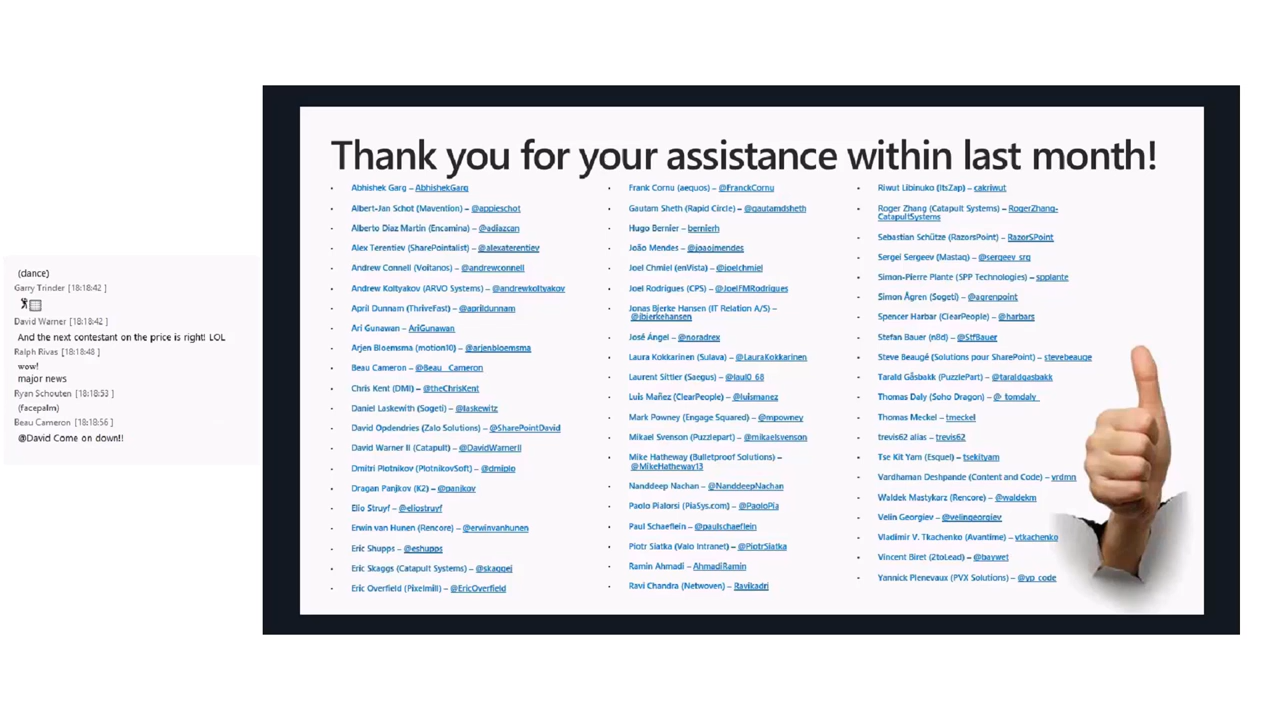 (dance)
Garry Trinder [18:18:42 ]
David Warner [18:18:42 ]
And the next contestant on the price is right! LOL
Ralph Rivas [18:18:48 ]
wow!
major news
Ryan Schouten [18:18:53 ]
(facepalm)
Beau Cameron [18:18:56 ]
@David Come on down!!
Thank you for your assistance within last month!
• Abhishek Garg – AbhishekGarg
• Albert-Jan Schot (Mavention) – @appieschot
• Alberto Diaz Martin (Encamina) – @adiazcan
• Alex Terentiev (SharePointalist) – @alexaterentiev
• Andrew Connell (Voitanos) – @andrewconnell
• Andrew Koltyakov (ARVO Systems) – @andrewkoltyakov
• April Dunnam (ThriveFast) – @aprildunnam
• Ari Gunawan – AriGunawan
• Arjen Bloemsma (motion10) – @arjenbloemsma
• Beau Cameron – @Beau__Cameron
• Chris Kent (DMI) – @theChrisKent
• Daniel Laskewitz (Sogeti) – @laskewitz
• David Opdendries (Zalo Solutions) – @SharePointDavid
• David Warner II (Catapult) – @DavidWarnerII
• Dmitri Plotnikov (PlotnikovSoft) – @dmiplo
• Dragan Panjkov (K2) – @panjkov
• Elio Struyf – @eliostruyf
• Erwin van Hunen (Rencore) – @erwinvanhunen
• Eric Shupps – @eshupps
• Eric Skaggs (Catapult Systems) – @skaggej
• Eric Overfield (Pixelmill) – @EricOverfield
• Frank Cornu (aequos) – @FranckCornu
• Gautam Sheth (Rapid Circle) – @gautamdsheth
• Hugo Bernier – bernierh
• João Mendes – @joaojmendes
• Joel Chmiel (enVista) – @joelchmiel
• Joel Rodrigues (CPS) – @JoelFMRodrigues
• Jonas Bjerke Hansen (IT Relation A/S) –
@jbjerkehansen
• José Ángel – @noradrex
• Laura Kokkarinen (Sulava) – @LauraKokkarinen
• Laurent Sittler (Saegus) – @laul0_68
• Luis Mañez (ClearPeople) – @luismanez
• Mark Powney (Engage Squared) – @mpowney
• Mikael Svenson (Puzzlepart) – @mikaelsvenson
• Mike Hatheway (Bulletproof Solutions) –
@MikeHatheway13
• Nanddeep Nachan – @NanddeepNachan
• Paolo Pialorsi (PiaSys.com) – @PaoloPia
• Paul Schaeflein – @paulschaeflein
• Piotr Siatka (Valo Intranet) – @PiotrSiatka
• Ramin Ahmadi – AhmadiRamin
• Ravi Chandra (Netwoven) – Ravikadri
• Riwut Libinuko (ItsZap) – cakriwut
• Roger Zhang (Catapult Systems) – RogerZhang-
CatapultSystems
• Sebastian Schütze (RazorsPoint) – RazorSPoint
• Sergei Sergeev (Mastaq) – @sergeev_srg
• Simon-Pierre Plante (SPP Technologies) – spplante
• Simon Ågren (Sogeti) – @agrenpoint
• Spencer Harbar (ClearPeople) – @harbars
• Stefan Bauer (n8d) – @StfBauer
• Steve Beaugé (Solutions pour SharePoint) – stevebeauge
• Tarald Gåsbakk (PuzzlePart) – @taraldgasbakk
• Thomas Daly (Soho Dragon) – @_tomdaly_
• Thomas Meckel – tmeckel
• trevis62 alias – trevis62
• Tse Kit Yam (Esquel) – tsekityam
• Vardhaman Deshpande (Content and Code) – vrdmn
• Waldek Mastykarz (Rencore) – @waldekm
• Velin Georgiev – @velingeorgiev
• Vladimir V. Tkachenko (Avantime) – vtkachenko
• Vincent Biret (2toLead) – @baywet
• Yannick Plenevaux (PVX Solutions) – @yp_code